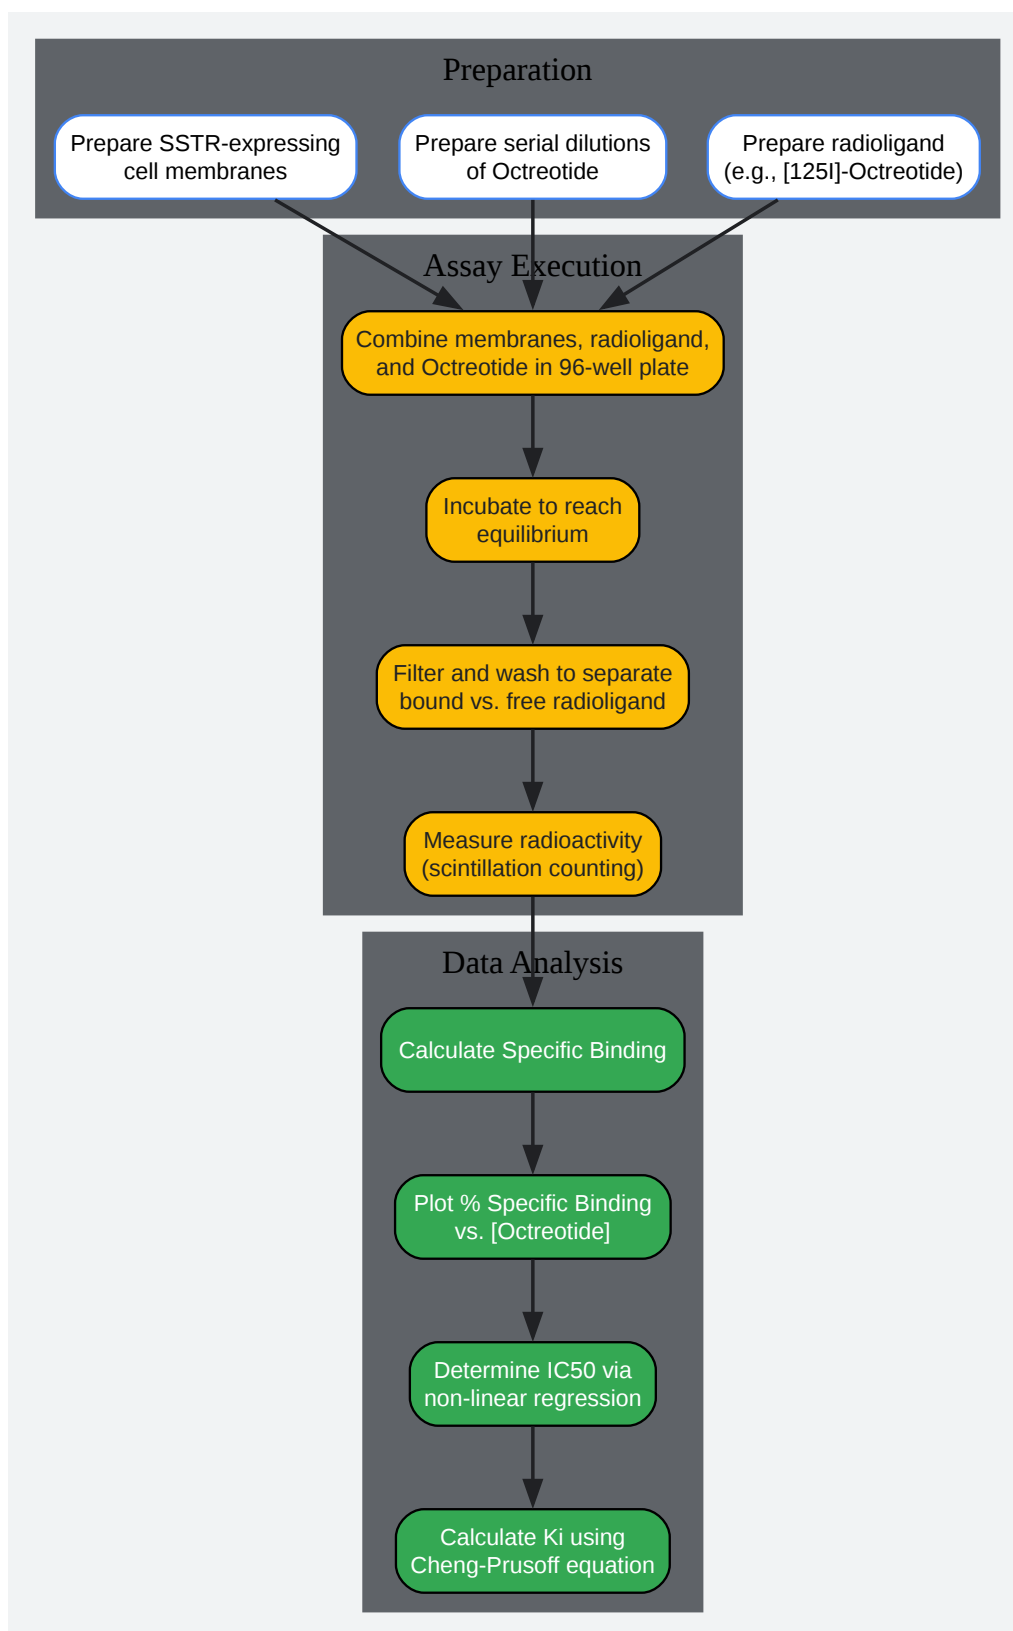 Preparation
Prepare SSTR-expressing
cell membranes
Prepare serial dilutions
of Octreotide
Prepare radioligand
(e.g., [125I]-Octreotide)
Assay Execution
Combine membranes, radioligand,
and Octreotide in 96-well plate
Incubate to reach
equilibrium
Filter and wash to separate
bound vs. free radioligand
Measure radioactivity
(scintillation counting)
Data Analysis
Calculate Specific Binding
Plot % Specific Binding
vs. [Octreotide]
Determine IC50 via
non-linear regression
Calculate Ki using
Cheng-Prusoff equation